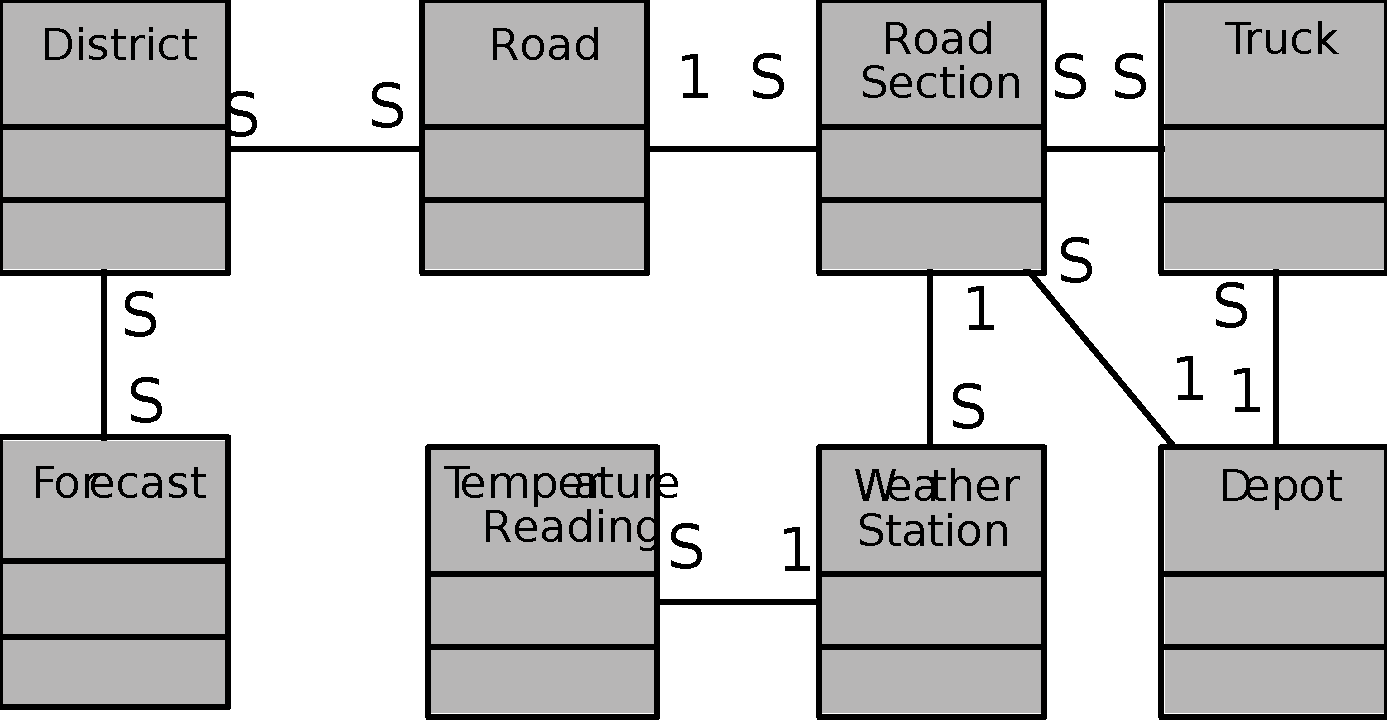 District
Road
Road
Section
Truck
S
S
1 S
S S
S
S
1
S
S
1
1
S
S
Forecast
Temperature
Reading
Weather
Station
Depot
S
1